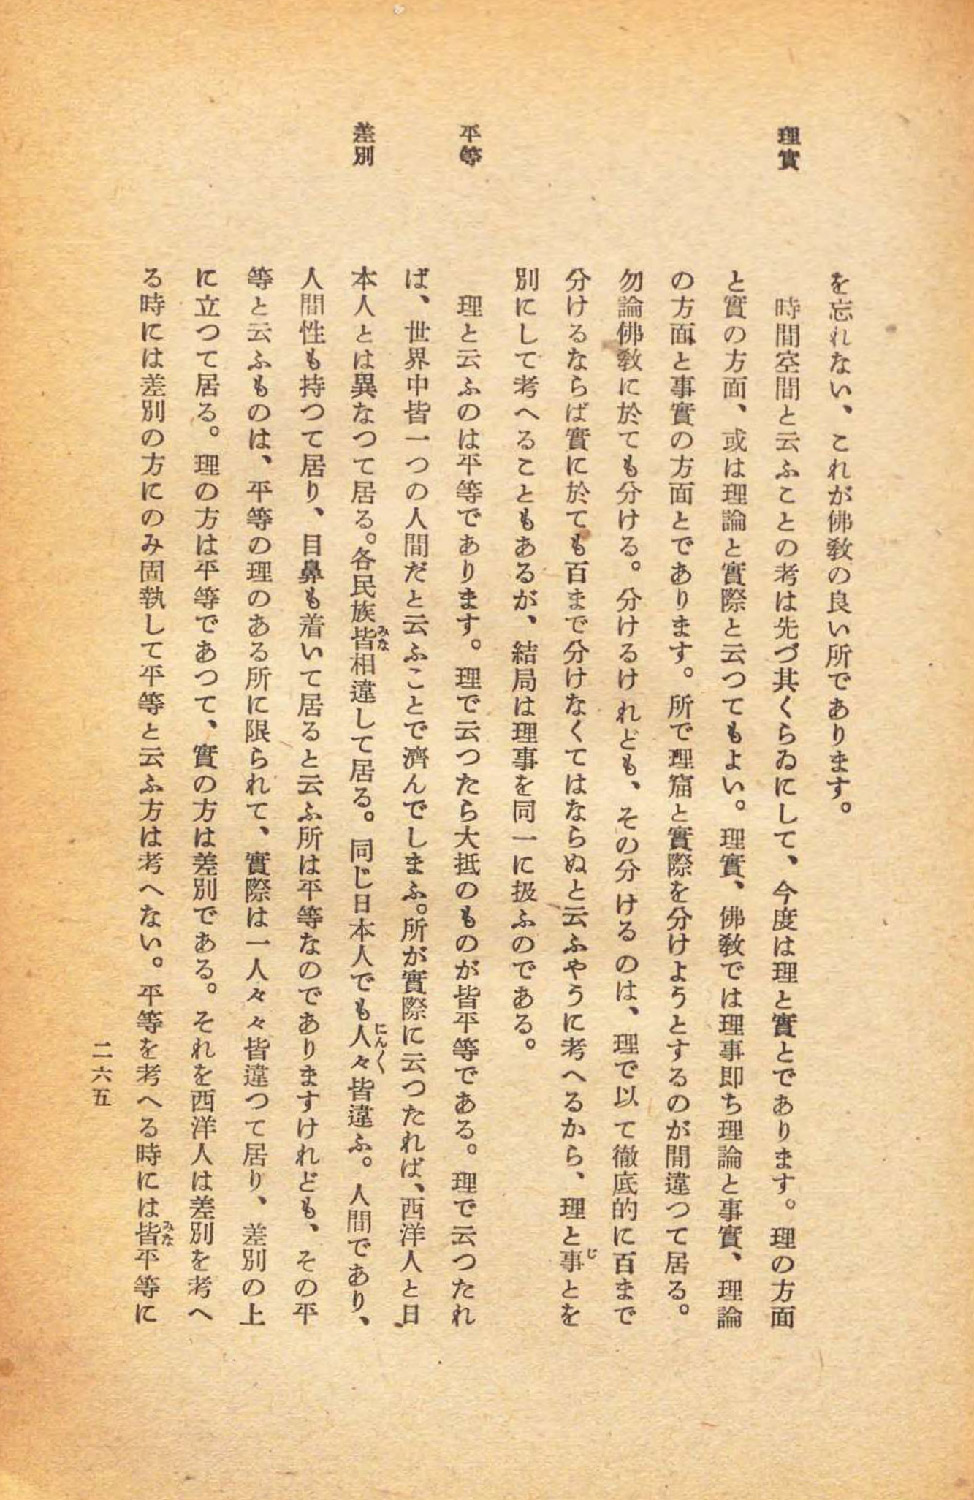 を忘れない、これが佛敎の良い所であります。
理實
時間空間と云ふことの考は先づ其くらゐにして、今度は理と實とであります。理の方面
と實の方面、或は理論と實際と云つてもよい。理實、佛敎では理事即ち理論と事實、理論
の方面と事實の方面とであります。所で理窟と實際を分けようとするのが間違つて居る。
勿論佛敎に於ても分ける。分けるけれども、その分けるのは、理で以て徹底的に百まで
分けるならば實に於ても百まで分けなくてはならぬと云ふやうに考へるから、理と事じとを
別にして考へることもあるが、結局は理事を同一に扱ふのである。
平等
理と云ふのは平等であります。理で云つたら大抵のものが皆平等である。理で云つたれ
ば、世界中皆一つの人間だと云ふことで濟んでしまふ。所が實際に云つたれば、西洋人と日
差別
本人とは異なつて居る。各民族皆みな相違して居る。同じ日本人でも人々にん〱皆違ふ。人間であり、
人間性も持つて居り、目鼻も着いて居ると云ふ所は平等なのでありますけれども、その平
等と云ふものは、平等の理のある所に限られて、實際は一人々々皆違つて居り、差別の上
に立つて居る。理の方は平等であつて、實の方は差別である。それを西洋人は差別を考へ
る時には差別の方にのみ固執して平等と云ふ方は考へない。平等を考へる時には皆みな平等に
二六五